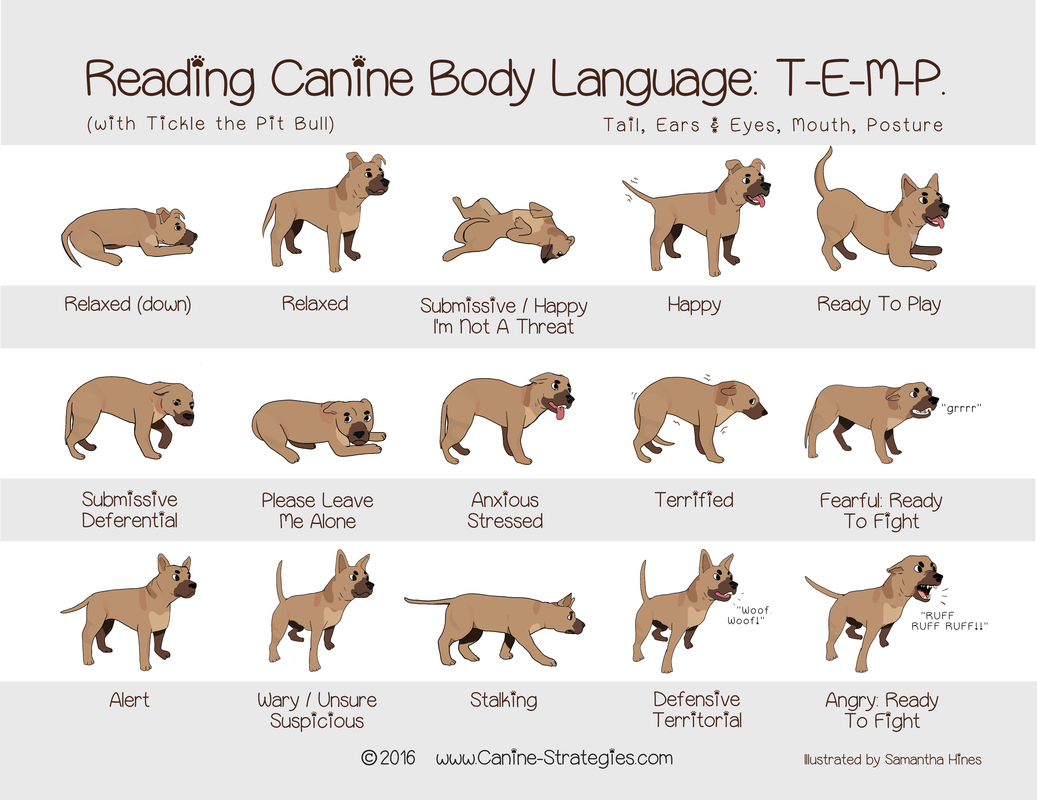 Reading Canine Body Language: T-E-M-P.
(with Tickle the Pit Bull)
Tail, Ears & Eyes, Mouth, Posture
Relaxed (down)
Relaxed
Submissive / Happy
I'm Not A Threat
Happy
Ready To Play
"grrrr"
Submissive
Deferential
Please Leave
Me Alone
Anxious
Stressed
Terrified
Fearful: Ready
To Fight
"Woof
Woof!"
"RUFF
RUFF RUFF!!"
Alert
Wary / Unsure
Suspicious
Stalking
Defensive
Territorial
Angry: Ready
To Fight
©2016 www.Canine-Strategies.com
Illustrated by Samantha Hines